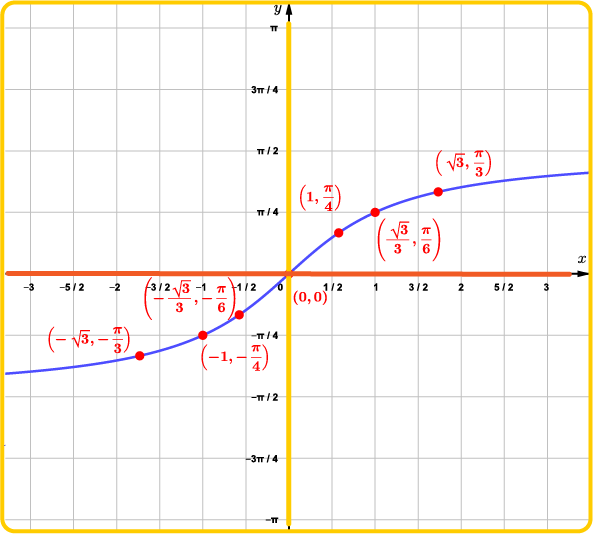 y
π
3π / 4
π / 2
(√3, π/3)
(1, π/4)
π / 4
(√3/3, π/6)
x
−3 −5 / 2 −2 −3 / 2 −1 −1 / 2 0 1 / 2 1 3 / 2 2 5 / 2 3
(−√3/3, −π/6)
(0, 0)
(−√3, −π/3)
−π / 4
(−1, −π/4)
−π / 2
−3π / 4
−π